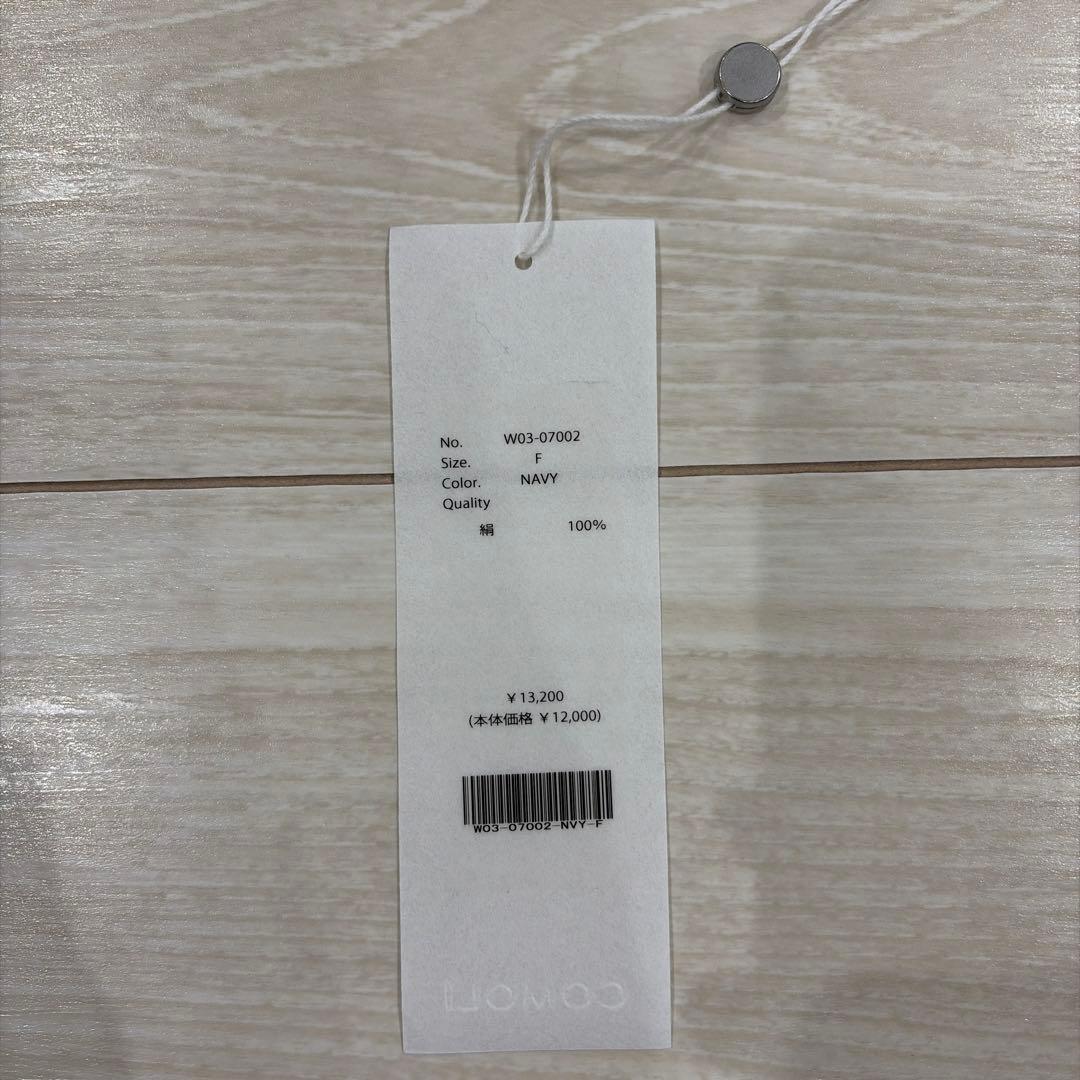 No. W03-07002
Size. F
Color. NAVY
Quality
絹 100%
¥13,200
(本体価格 ¥12,000)
W03-07002-NVY-F
COMOLI